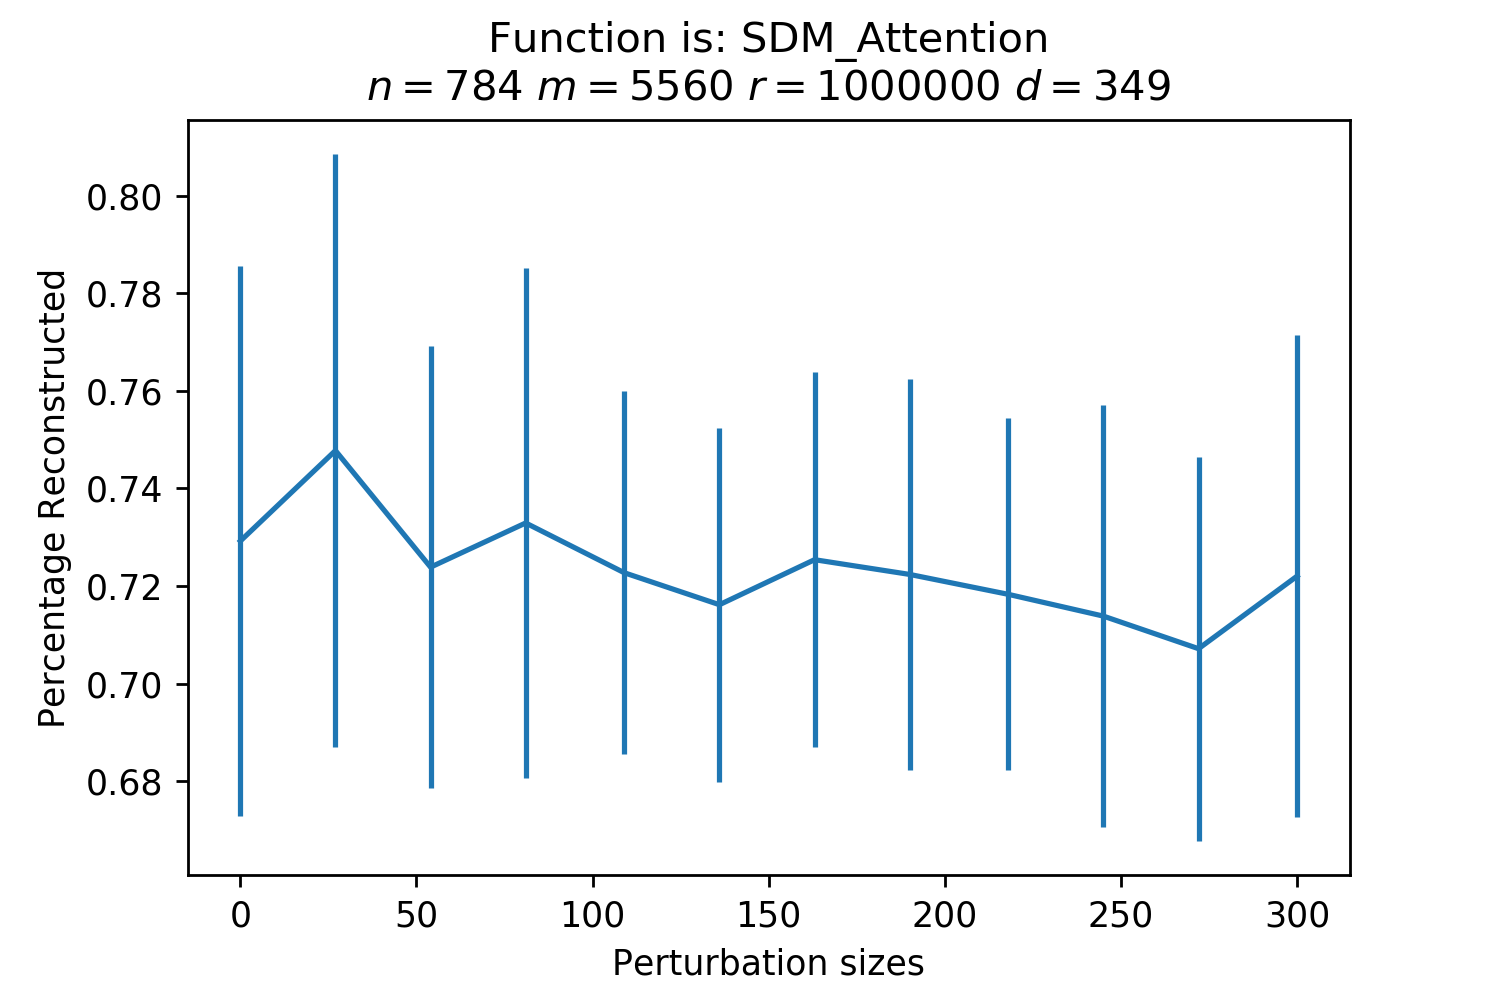 Function is: SDM_Attention
n = 784 m = 5560 r = 1000000 d = 349
0.80
0.78
0.76
0.74
0.72
0.70
0.68
Percentage Reconstructed
0 50 100 150 200 250 300
Perturbation sizes